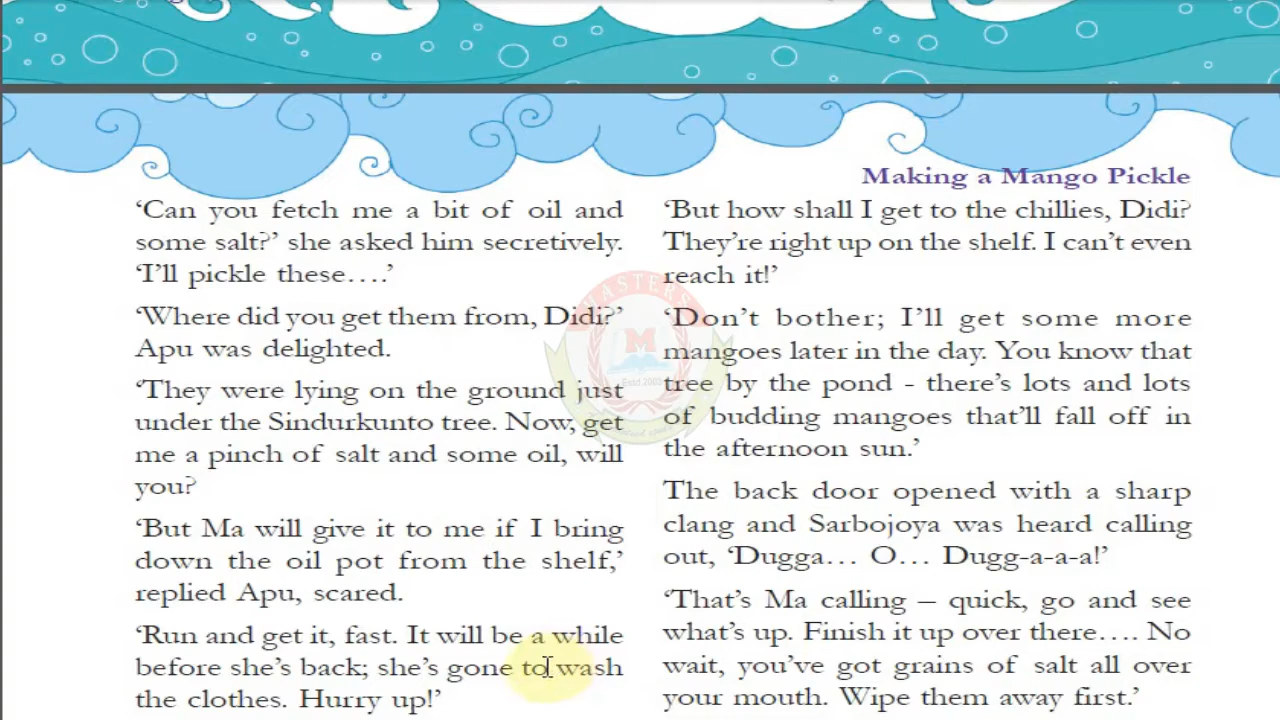 Making a Mango Pickle
‘Can you fetch me a bit of oil and
some salt?’ she asked him secretively.
‘I’ll pickle these….’
‘Where did you get them from, Didi?’
Apu was delighted.
‘They were lying on the ground just
under the Sindurkunto tree. Now, get
me a pinch of salt and some oil, will
you?
‘But Ma will give it to me if I bring
down the oil pot from the shelf,’
replied Apu, scared.
‘Run and get it, fast. It will be a while
before she’s back; she’s gone to wash
the clothes. Hurry up!’
‘But how shall I get to the chillies, Didi?
They’re right up on the shelf. I can’t even
reach it!’
‘Don’t bother; I’ll get some more
mangoes later in the day. You know that
tree by the pond - there’s lots and lots
of budding mangoes that’ll fall off in
the afternoon sun.’
The back door opened with a sharp
clang and Sarbojoya was heard calling
out, ‘Dugga… O… Dugg-a-a-a!’
‘That’s Ma calling – quick, go and see
what’s up. Finish it up over there…. No
wait, you’ve got grains of salt all over
your mouth. Wipe them away first.’
MASTERS
M
Estd 2003